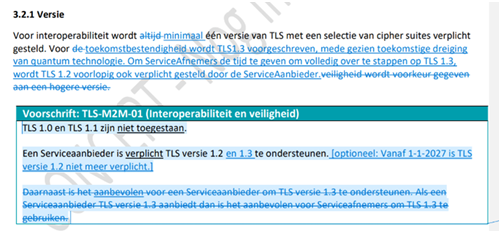 3.2.1 Versie
Voor interoperabiliteit wordt altijd minimaal één versie van TLS met een selectie van cipher suites verplicht
gesteld. Voor de toekomstbestendigheid wordt TLS1.3 voorgeschreven, mede gezien toekomstige dreiging
van quantum technologie. Om ServiceAfnemers de tijd te geven om volledig over te stappen op TLS 1.3,
wordt TLS 1.2 voorlopig ook verplicht gesteld door de ServiceAanbieder.veiligheid wordt voorkeur gegeven
aan een hogere versie.
Voorschrift: TLS-M2M-01 (Interoperabiliteit en veiligheid)
TLS 1.0 en TLS 1.1 zijn niet toegestaan.
Een Serviceaanbieder is verplicht TLS versie 1.2 en 1.3 te ondersteunen. [optioneel: Vanaf 1-1-2027 is TLS
versie 1.2 niet meer verplicht.]
Daarnaast is het aanbevolen voor een Serviceaanbieder om TLS versie 1.3 te ondersteunen. Als een
Serviceaanbieder TLS versie 1.3 aanbiedt dan is het aanbevolen voor Serviceafnemers om TLS 1.3 te
gebruiken.